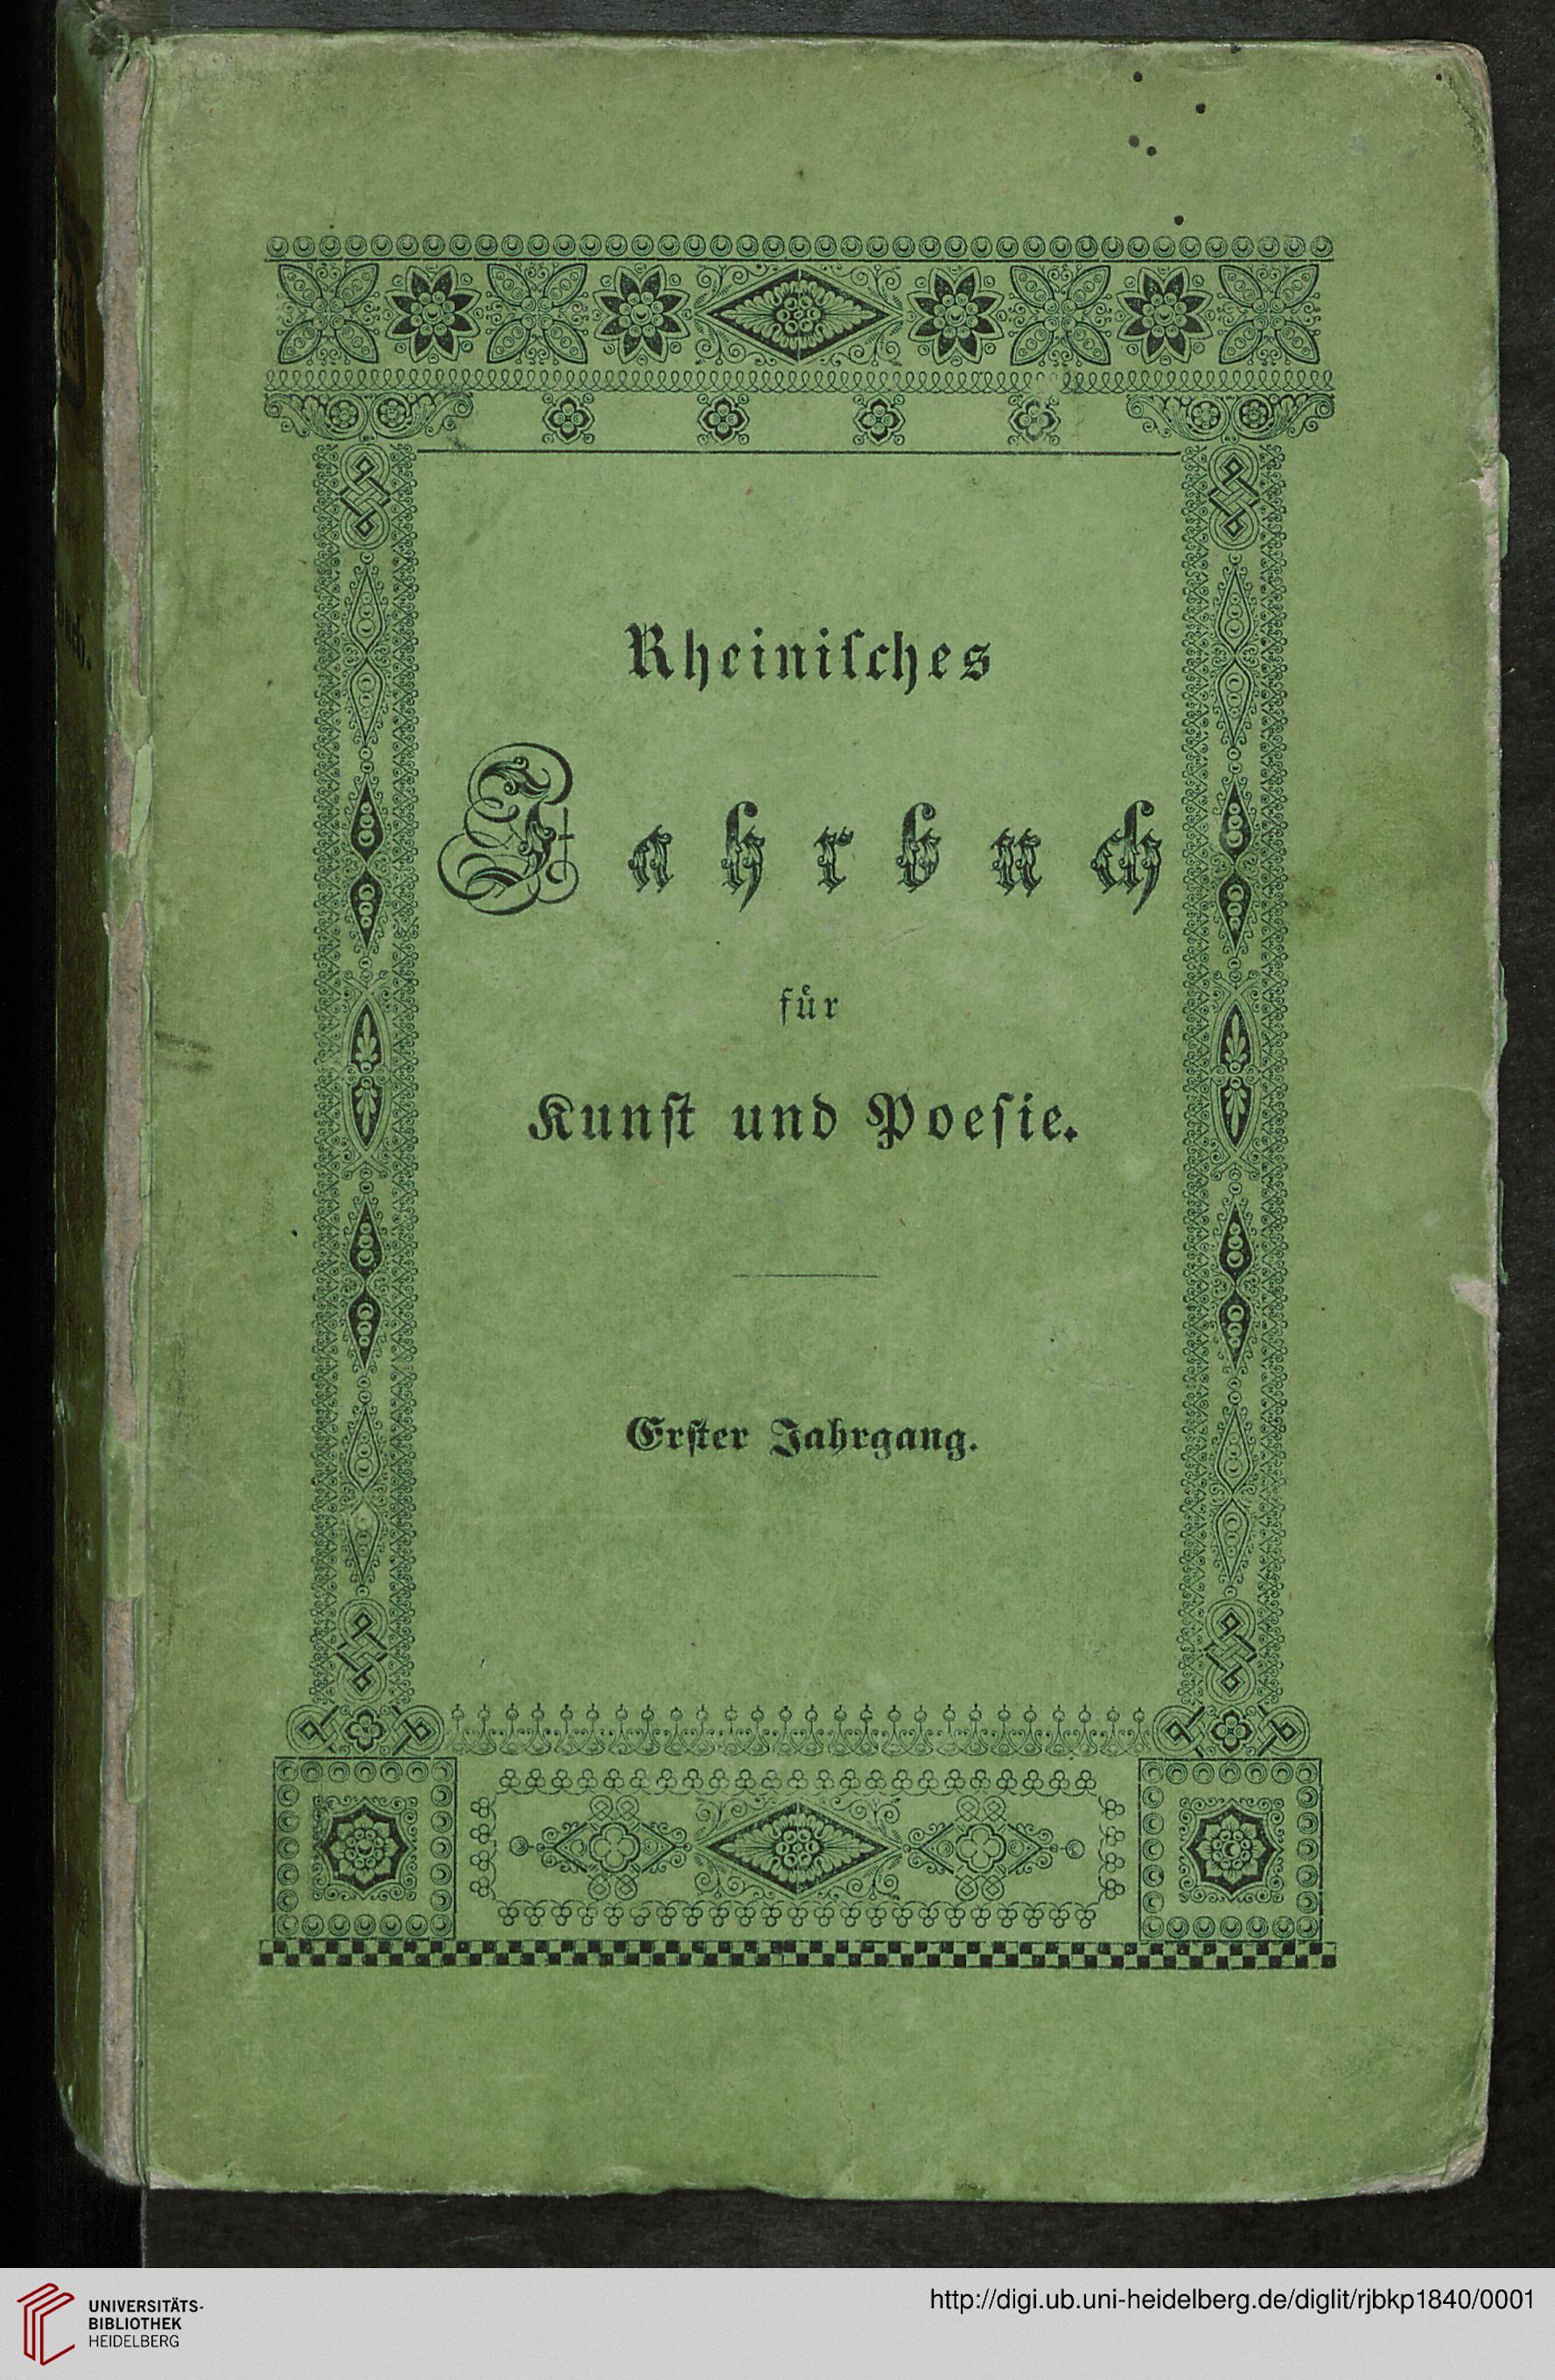 Rheiniſches
Jahrbuch
fuͤr
Kunſt und Poeſie.
Erſter Jahrgang.
UNIVERSITÄTS-
BIBLIOTHEK
HEIDELBERG
http://digi.ub.uni-heidelberg.de/diglit/rjbkp1840/0001